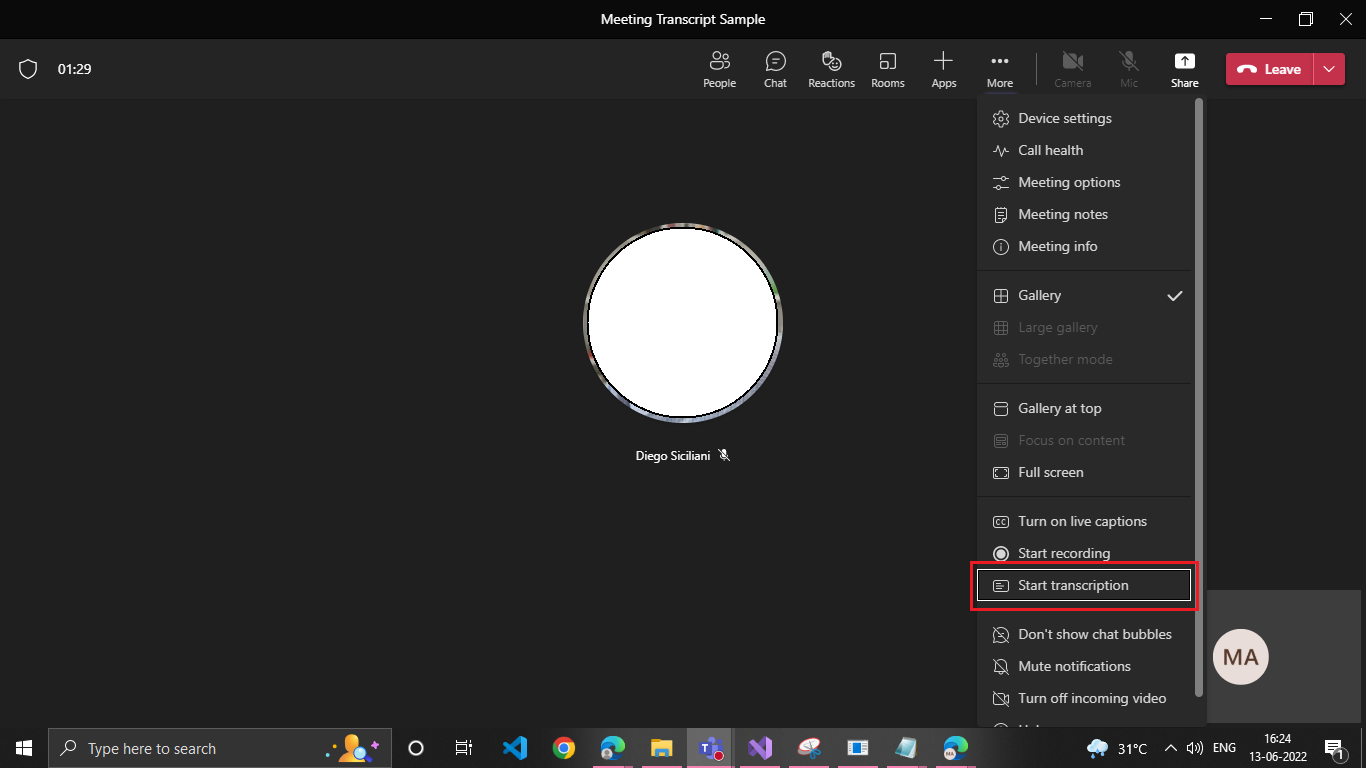 Meeting Transcript Sample
01:29
People
Chat
Reactions
Rooms
Apps
More
Camera
Mic
Share
Leave
Device settings
Call health
Meeting options
Meeting notes
Meeting info
Gallery
Large gallery
Together mode
Gallery at top
Focus on content
Full screen
Turn on live captions
CC
Start recording
Start transcription
Don't show chat bubbles
Mute notifications
Turn off incoming video
Diego Siciliani
MA
Type here to search
MA
31°C
ENG
16:24
13-06-2022
1